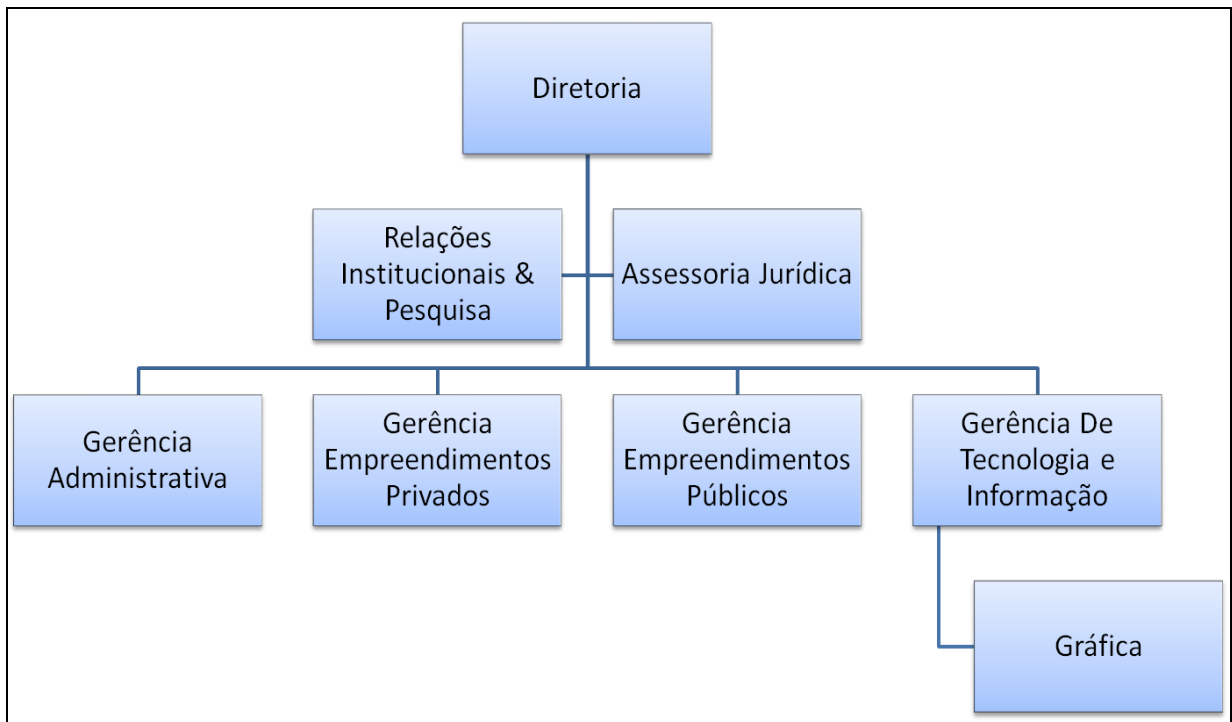 Diretoria
Relações
Institucionais &
Pesquisa
Assessoria Jurídica
Gerência
Administrativa
Gerência
Empreendimentos
Privados
Gerência
Empreendimentos
Públicos
Gerência De
Tecnologia e
Informação
Gráfica